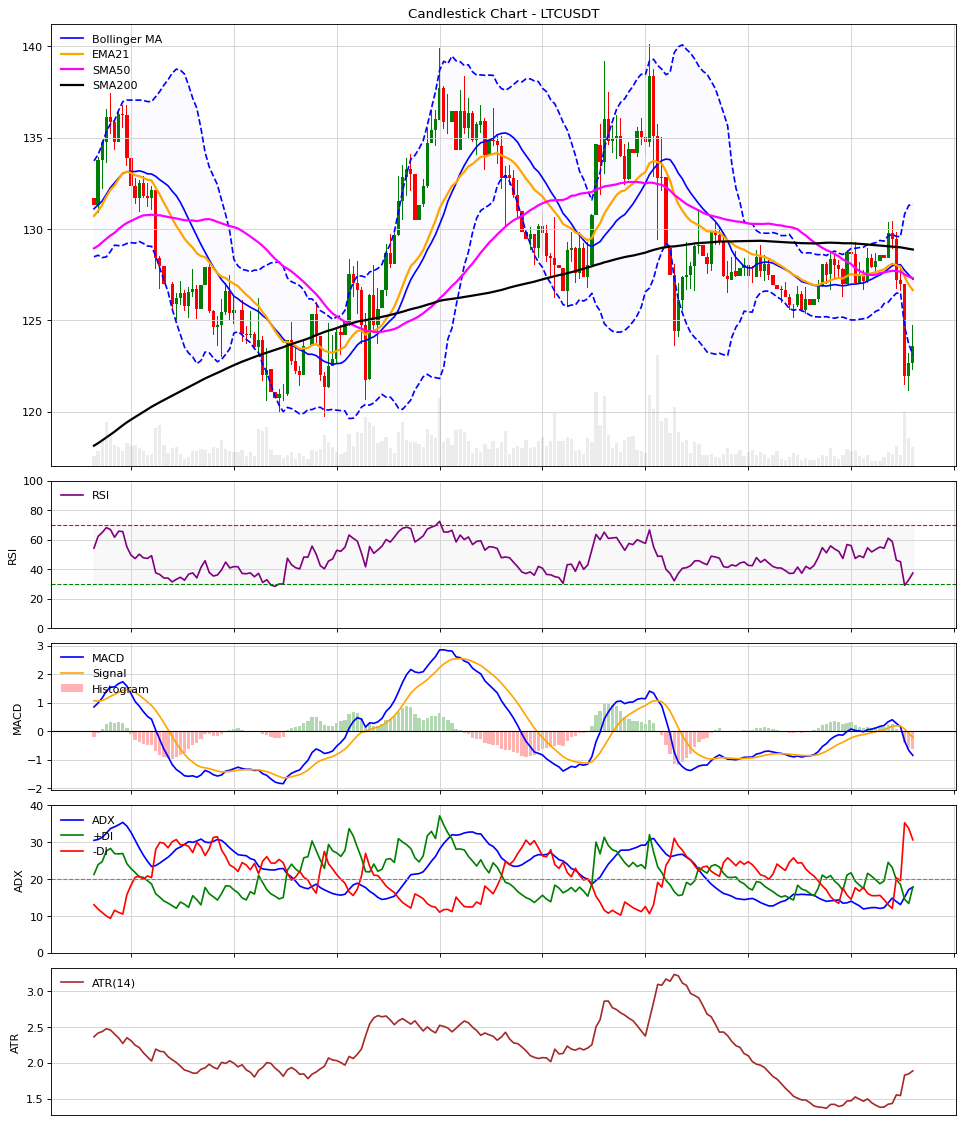 Candlestick Chart - LTCUSDT
Bollinger MA
EMA21
SMA50
SMA200
140
135
130
125
120
RSI
RSI
100
80
60
40
20
0
MACD
Signal
Histogram
MACD
3
2
1
0
−1
−2
ADX
+DI
-DI
ADX
40
30
20
10
0
ATR(14)
ATR
3.0
2.5
2.0
1.5